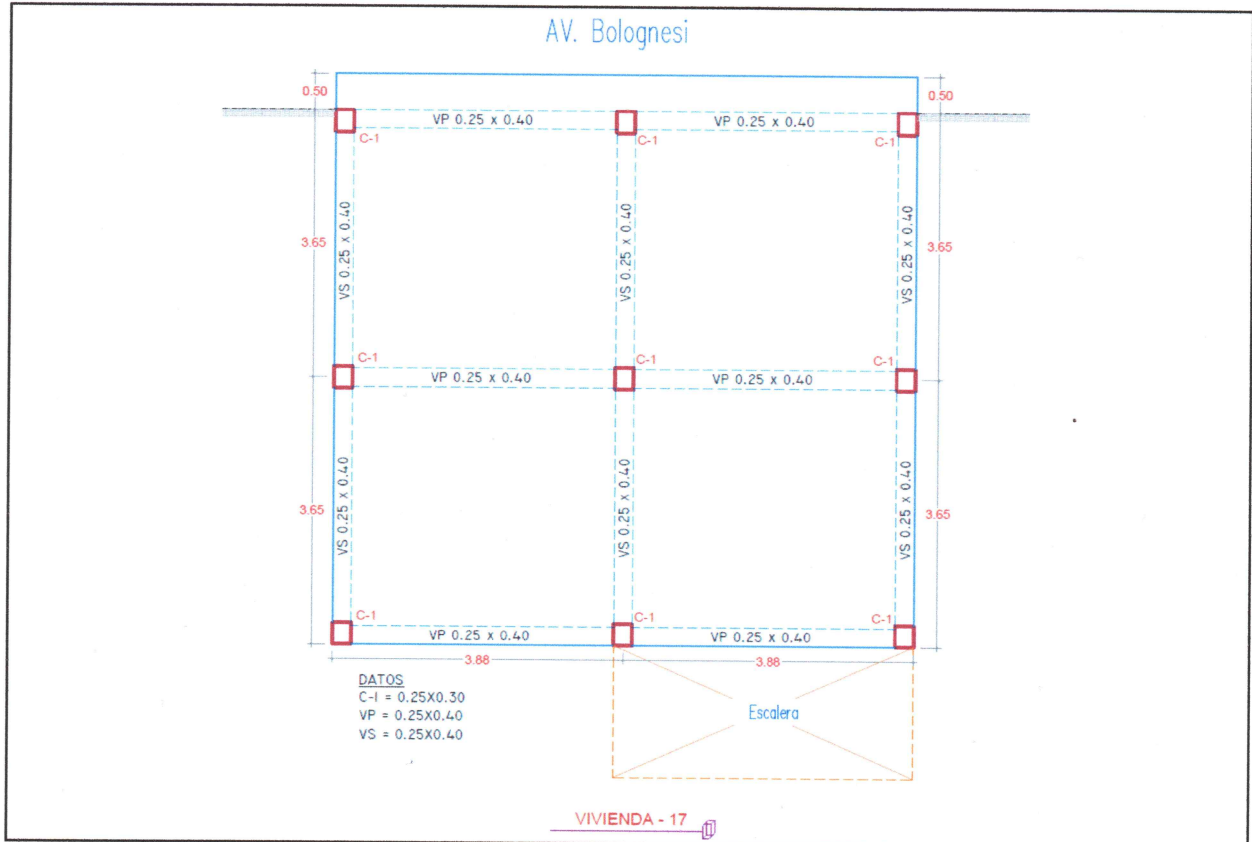 AV. Bolognesi
0.50
0.50
VP 0.25 x 0.40
VP 0.25 x 0.40
C-1
C-1
C-1
3.65
VS 0.25 x 0.40
VS 0.25 x 0.40
VS 0.25 x 0.40
3.65
C-1
C-1
C-1
VP 0.25 x 0.40
VP 0.25 x 0.40
3.65
VS 0.25 x 0.40
VS 0.25 x 0.40
VS 0.25 x 0.40
3.65
C-1
C-1
C-1
VP 0.25 x 0.40
VP 0.25 x 0.40
3.88
3.88
DATOS
C-I = 0.25X0.30
VP = 0.25X0.40
VS = 0.25X0.40
Escalera
VIVIENDA - 17